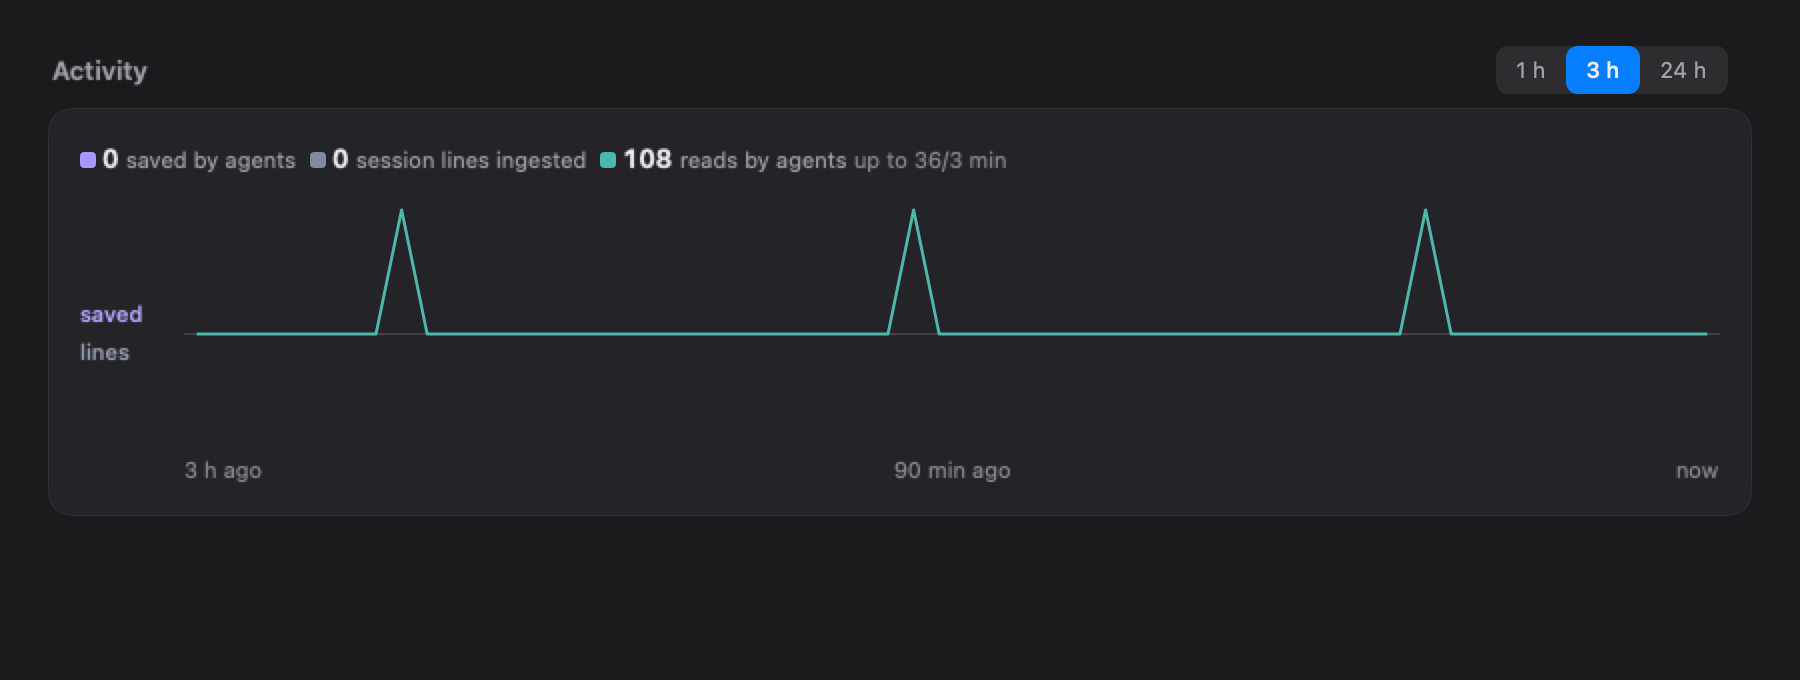 Activity
1 h 3 h 24 h
0 saved by agents 0 session lines ingested 108 reads by agents up to 36/3 min
saved
lines
3 h ago 90 min ago now